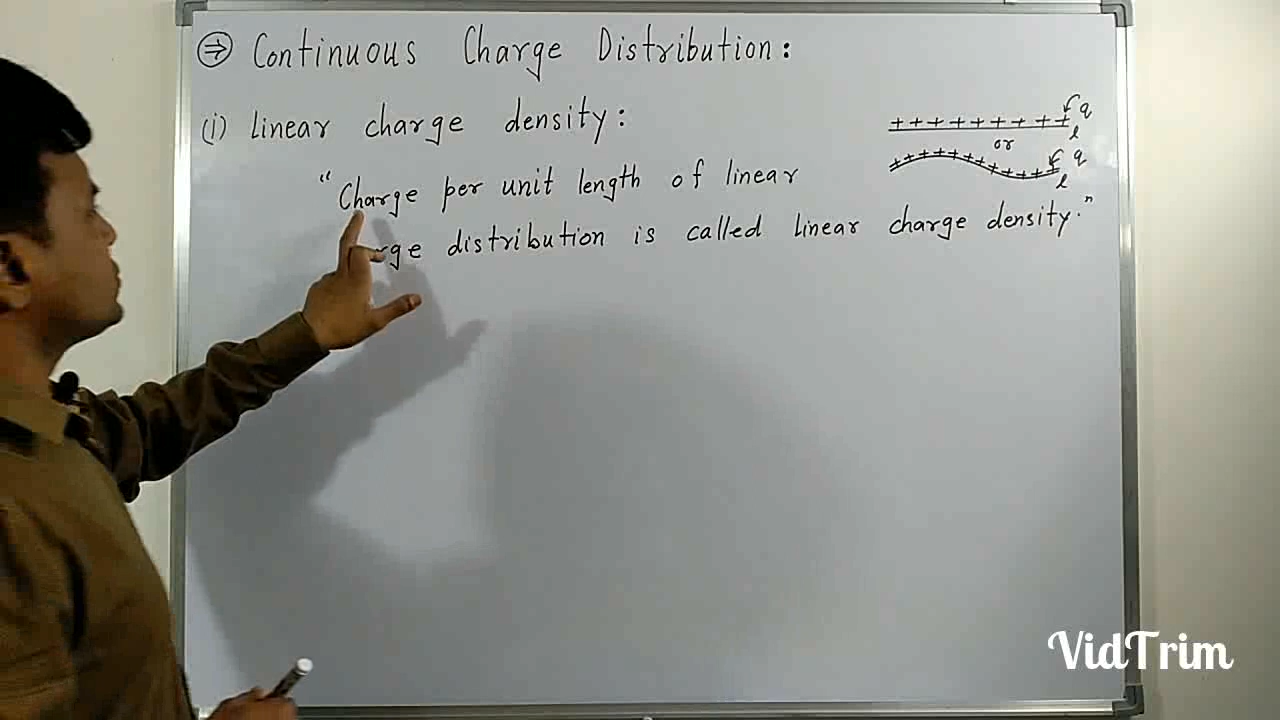 ⇒ Continuous Charge Distribution:
(i) Linear charge density:
"Charge per unit length of linear
distribution is called linear charge density."
q
l
or
q
l
VidTrim